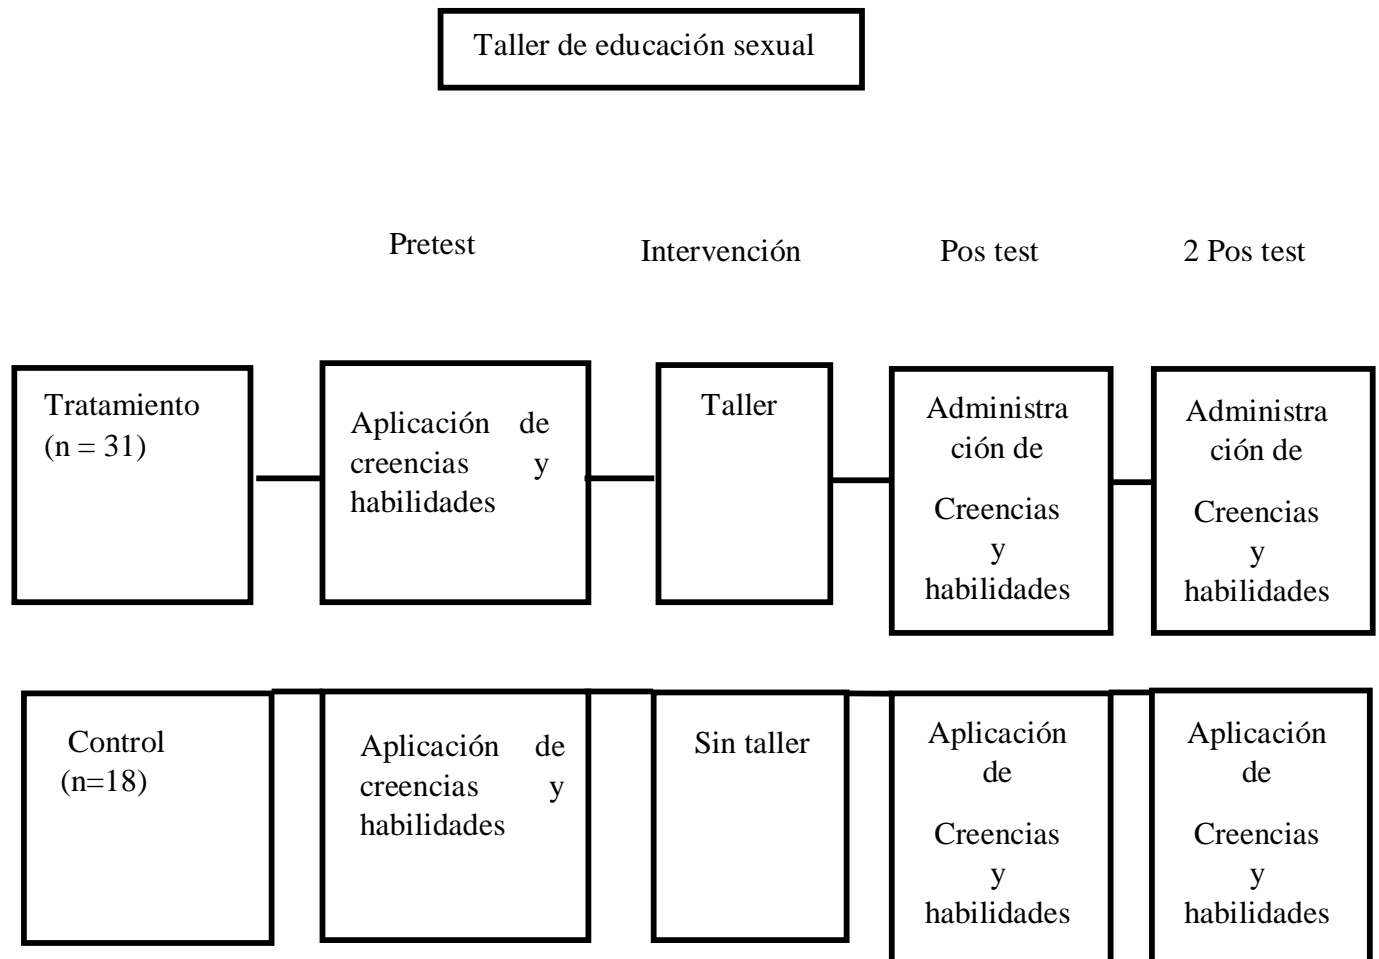 Taller de educación sexual
Pretest
Intervención
Pos test
2 Pos test
Tratamiento
(n = 31)
Aplicación de
creencias y
habilidades
Taller
Administra
ción de
Creencias
y
habilidades
Administra
ción de
Creencias
y
habilidades
Control
(n=18)
Aplicación de
creencias y
habilidades
Sin taller
Aplicación
de
Creencias
y
habilidades
Aplicación
de
Creencias
y
habilidades